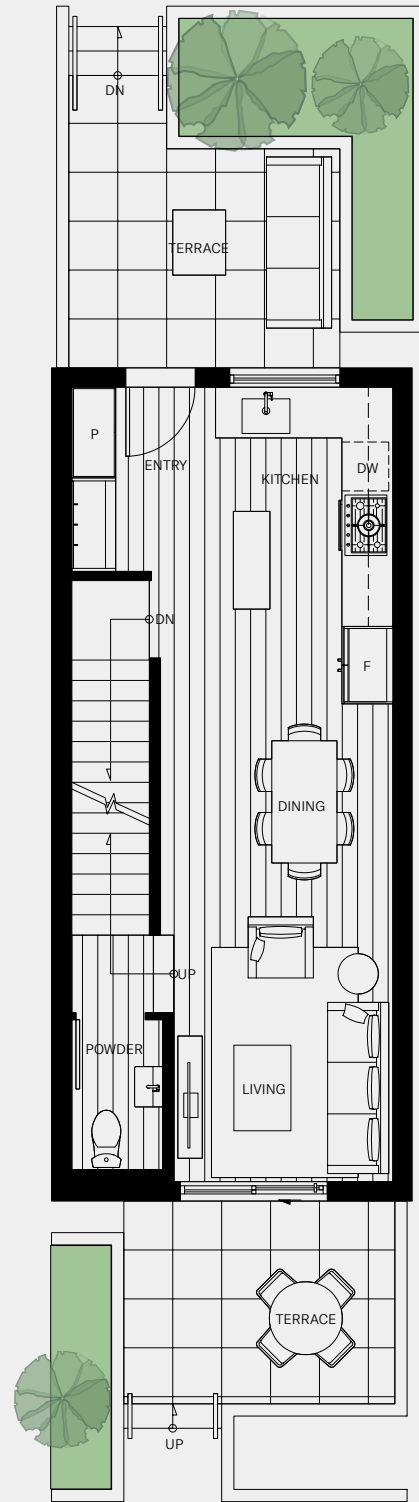 DN
TERRACE
P
ENTRY
KITCHEN
DW
DN
F
DINING
UP
POWDER
LIVING
TERRACE
UP